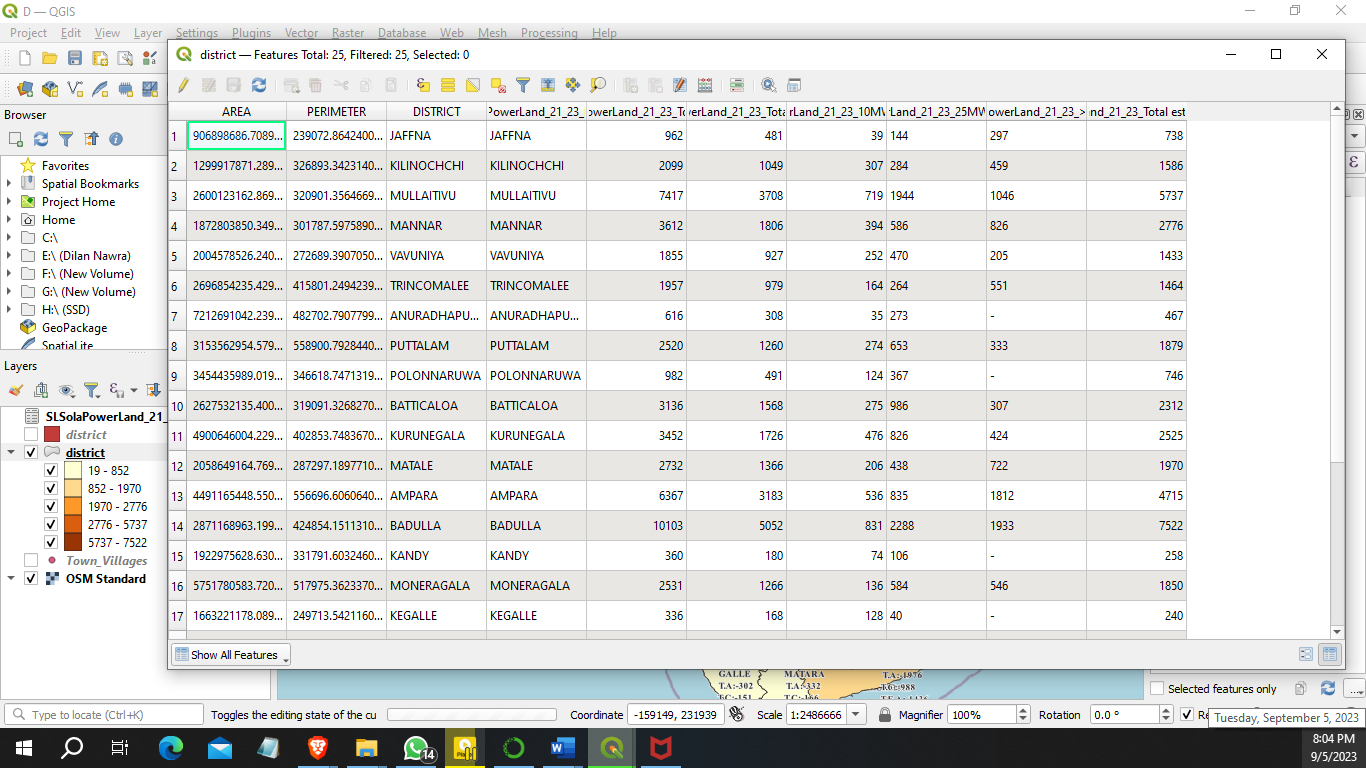 D — QGIS
Project Edit View Layer Settings Plugins Vector Raster Database Web Mesh Processing Help
district — Features Total: 25, Filtered: 25, Selected: 0
Browser
Favorites
Spatial Bookmarks
Project Home
Home
C:\
E:\ (Dilan Nawra)
F:\ (New Volume)
G:\ (New Volume)
H:\ (SSD)
GeoPackage
SpatiaLite
Layers
SLSolaPowerLand_21_
district
district
19 - 852
852 - 1970
1970 - 2776
2776 - 5737
5737 - 7522
Town_Villages
OSM Standard
AREA PERIMETER DISTRICT PowerLand_21_23_ owerLand_21_23_To werLand_21_23_Tota rLand_21_23_10MW rLand_21_23_25MW owerLand_21_23_> nd_21_23_Total est
1 906898686.7089... 239072.8642400... JAFFNA JAFFNA 962 481 39 144 297 738
2 1299917871.289... 326893.3423140... KILINOCHCHI KILINOCHCHI 2099 1049 307 284 459 1586
3 2600123162.869... 320901.3564669... MULLAITIVU MULLAITIVU 7417 3708 719 1944 1046 5737
4 1872803850.349... 301787.5975890... MANNAR MANNAR 3612 1806 394 586 826 2776
5 2004578526.240... 272689.3907050... VAVUNIYA VAVUNIYA 1855 927 252 470 205 1433
6 2696854235.429... 415801.2494239... TRINCOMALEE TRINCOMALEE 1957 979 164 264 551 1464
7 7212691042.239... 482702.7907799... ANURADHAPU... ANURADHAPU... 616 308 35 273 - 467
8 3153562954.579... 558900.7928440... PUTTALAM PUTTALAM 2520 1260 274 653 333 1879
9 3454435989.019... 346618.7471319... POLONNARUWA POLONNARUWA 982 491 124 367 - 746
10 2627532135.400... 319091.3268270... BATTICALOA BATTICALOA 3136 1568 275 986 307 2312
11 4900646004.229... 402853.7483670... KURUNEGALA KURUNEGALA 3452 1726 476 826 424 2525
12 2058649164.769... 287297.1897710... MATALE MATALE 2732 1366 206 438 722 1970
13 4491165448.550... 556696.6060640... AMPARA AMPARA 6367 3183 536 835 1812 4715
14 2871168963.199... 424854.1511310... BADULLA BADULLA 10103 5052 831 2288 1933 7522
15 1922975628.630... 331791.6032460... KANDY KANDY 360 180 74 106 - 258
16 5751780583.720... 517975.3623370... MONERAGALA MONERAGALA 2531 1266 136 584 546 1850
17 1663221178.089... 249713.5421160... KEGALLE KEGALLE 336 168 128 40 - 240
Show All Features
GALLE MATARA
T.A:-302 T.A:-332 T.A:-1976
T.C:-151 T.C:-166 T.C:-988
Selected features only
Type to locate (Ctrl+K) Toggles the editing state of the cu Coordinate -159149, 231939 Scale 1:2486666 Magnifier 100% Rotation 0.0 ° Re
Tuesday, September 5, 2023
14
8:04 PM
9/5/2023